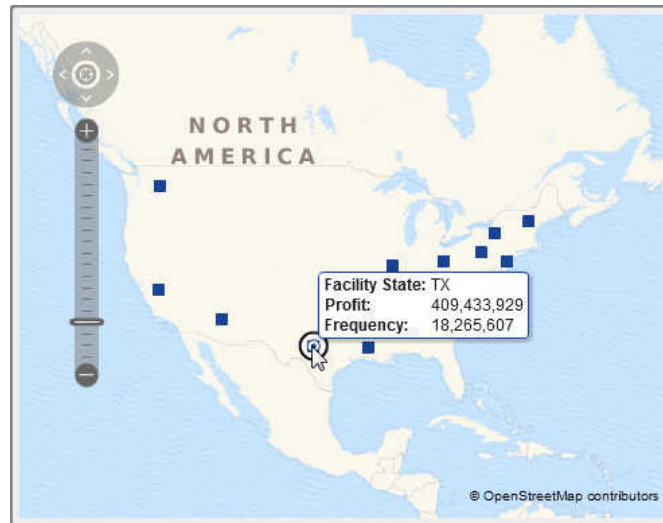 NORTH
AMERICA
Facility State: TX
Profit: 409,433,929
Frequency: 18,265,607
© OpenStreetMap contributors